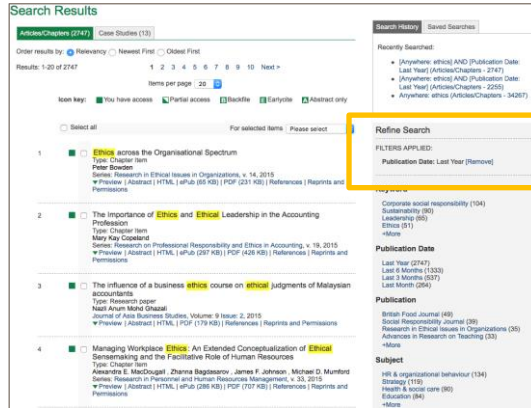 Search Results
Articles/Chapters (2747)
Case Studies (13)
Order results by: Relevancy Newest First Oldest First
Results: 1-20 of 2747
1 2 3 4 5 6 7 8 9 10 Next >
Items per page 20
Icon key: You have access Partial access Backfile Earlycite Abstract only
Select all
For selected items Please select
1
Ethics across the Organisational Spectrum
Type: Chapter Item
Peter Bowden
Series: Research in Ethical Issues in Organizations, v. 14, 2015
Preview | Abstract | HTML | ePub (65 KB) | PDF (231 KB) | References | Reprints and
Permissions
2
The Importance of Ethics and Ethical Leadership in the Accounting
Profession
Type: Chapter Item
Mary Kay Copeland
Series: Research on Professional Responsibility and Ethics in Accounting, v. 19, 2015
Preview | Abstract | HTML | ePub (297 KB) | PDF (426 KB) | References | Reprints and
Permissions
3
The influence of a business ethics course on ethical judgments of Malaysian
accountants
Type: Research paper
Nazli Anum Mohd Ghazali
Journal of Asia Business Studies, Volume: 9 Issue: 2, 2015
Preview | Abstract | HTML | PDF (179 KB) | References | Reprints and Permissions
4
Managing Workplace Ethics: An Extended Conceptualization of Ethical
Sensemaking and the Facilitative Role of Human Resources
Type: Chapter Item
Alexandra E. MacDougall , Zhanna Bagdasarov , James F. Johnson , Michael D. Mumford
Series: Research in Personnel and Human Resources Management, v. 33, 2015
Preview | Abstract | HTML | ePub (286 KB) | PDF (707 KB) | References | Reprints and
Permissions
Search History
Saved Searches
Recently Searched:
[Anywhere: ethics] AND [Publication Date:
Last Year] (Articles/Chapters - 2747)
[Anywhere: ethics] AND [Publication Date:
Last Year] (Articles/Chapters - 2255)
Anywhere: ethics (Articles/Chapters - 34267)
Refine Search
FILTERS APPLIED:
Publication Date: Last Year [Remove]
Keyword
Corporate social responsibility (104)
Sustainability (90)
Leadership (65)
Ethics (51)
+More
Publication Date
Last Year (2747)
Last 6 Months (1333)
Last 3 Months (537)
Last Month (264)
Publication
British Food Journal (49)
Social Responsibility Journal (39)
Research in Ethical Issues in Organizations (35)
Advances in Research on Teaching (33)
+More
Subject
HR & organizational behaviour (134)
Strategy (119)
Health & social care (90)
Education (84)
+More